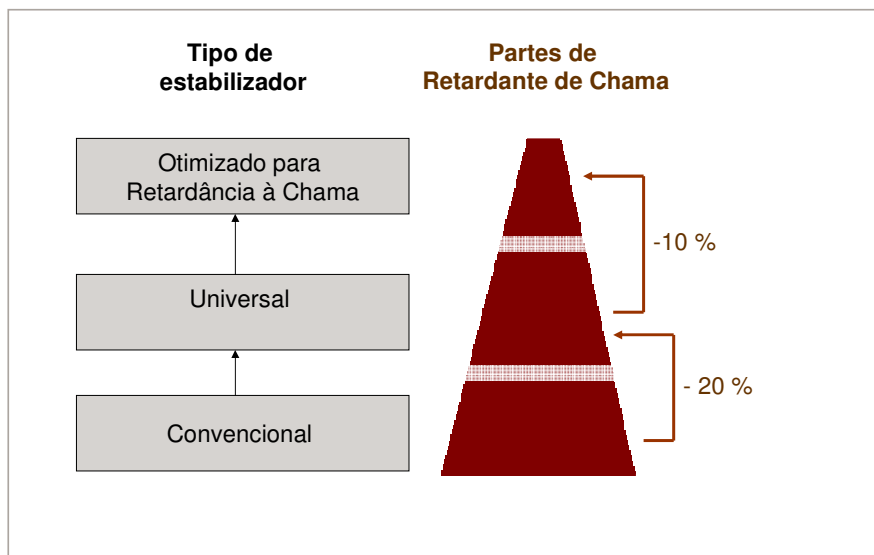 Tipo de
estabilizador
Partes de
Retardante de Chama
Otimizado para
Retardância à Chama
-10 %
Universal
- 20 %
Convencional